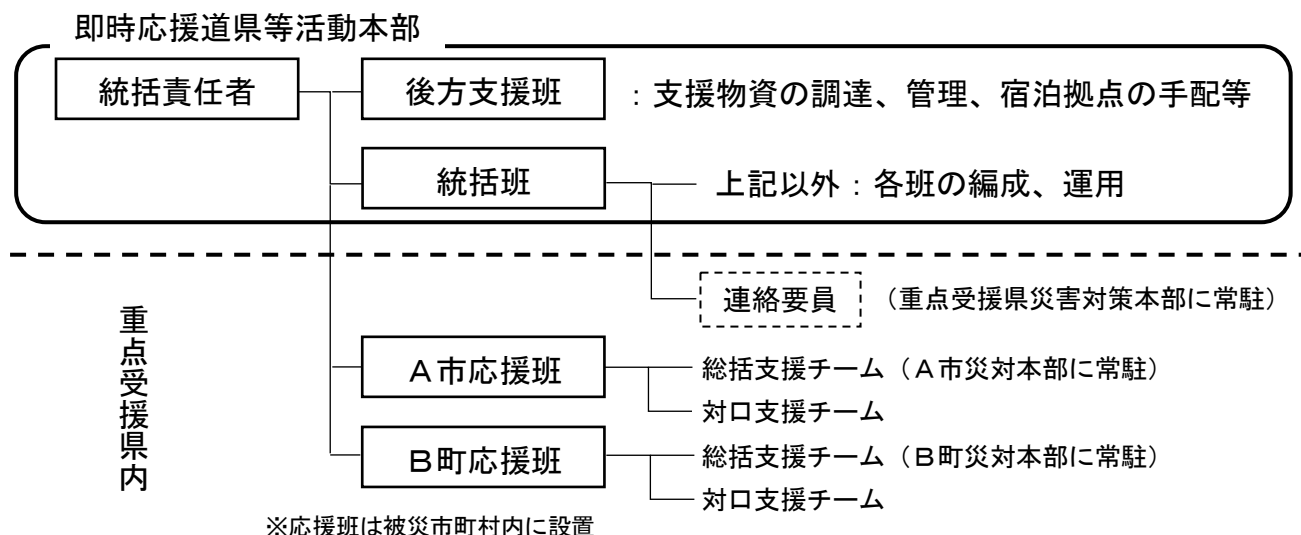 即時応援道県等活動本部
統括責任者
後方支援班
：支援物資の調達、管理、宿泊拠点の手配等
統括班
上記以外：各班の編成、運用
連絡要員
（重点受援県災害対策本部に常駐）
重点受援県内
Ａ市応援班
総括支援チーム（Ａ市災対本部に常駐）
対口支援チーム
Ｂ町応援班
総括支援チーム（Ｂ町災対本部に常駐）
対口支援チーム
※応援班は被災市町村内に設置